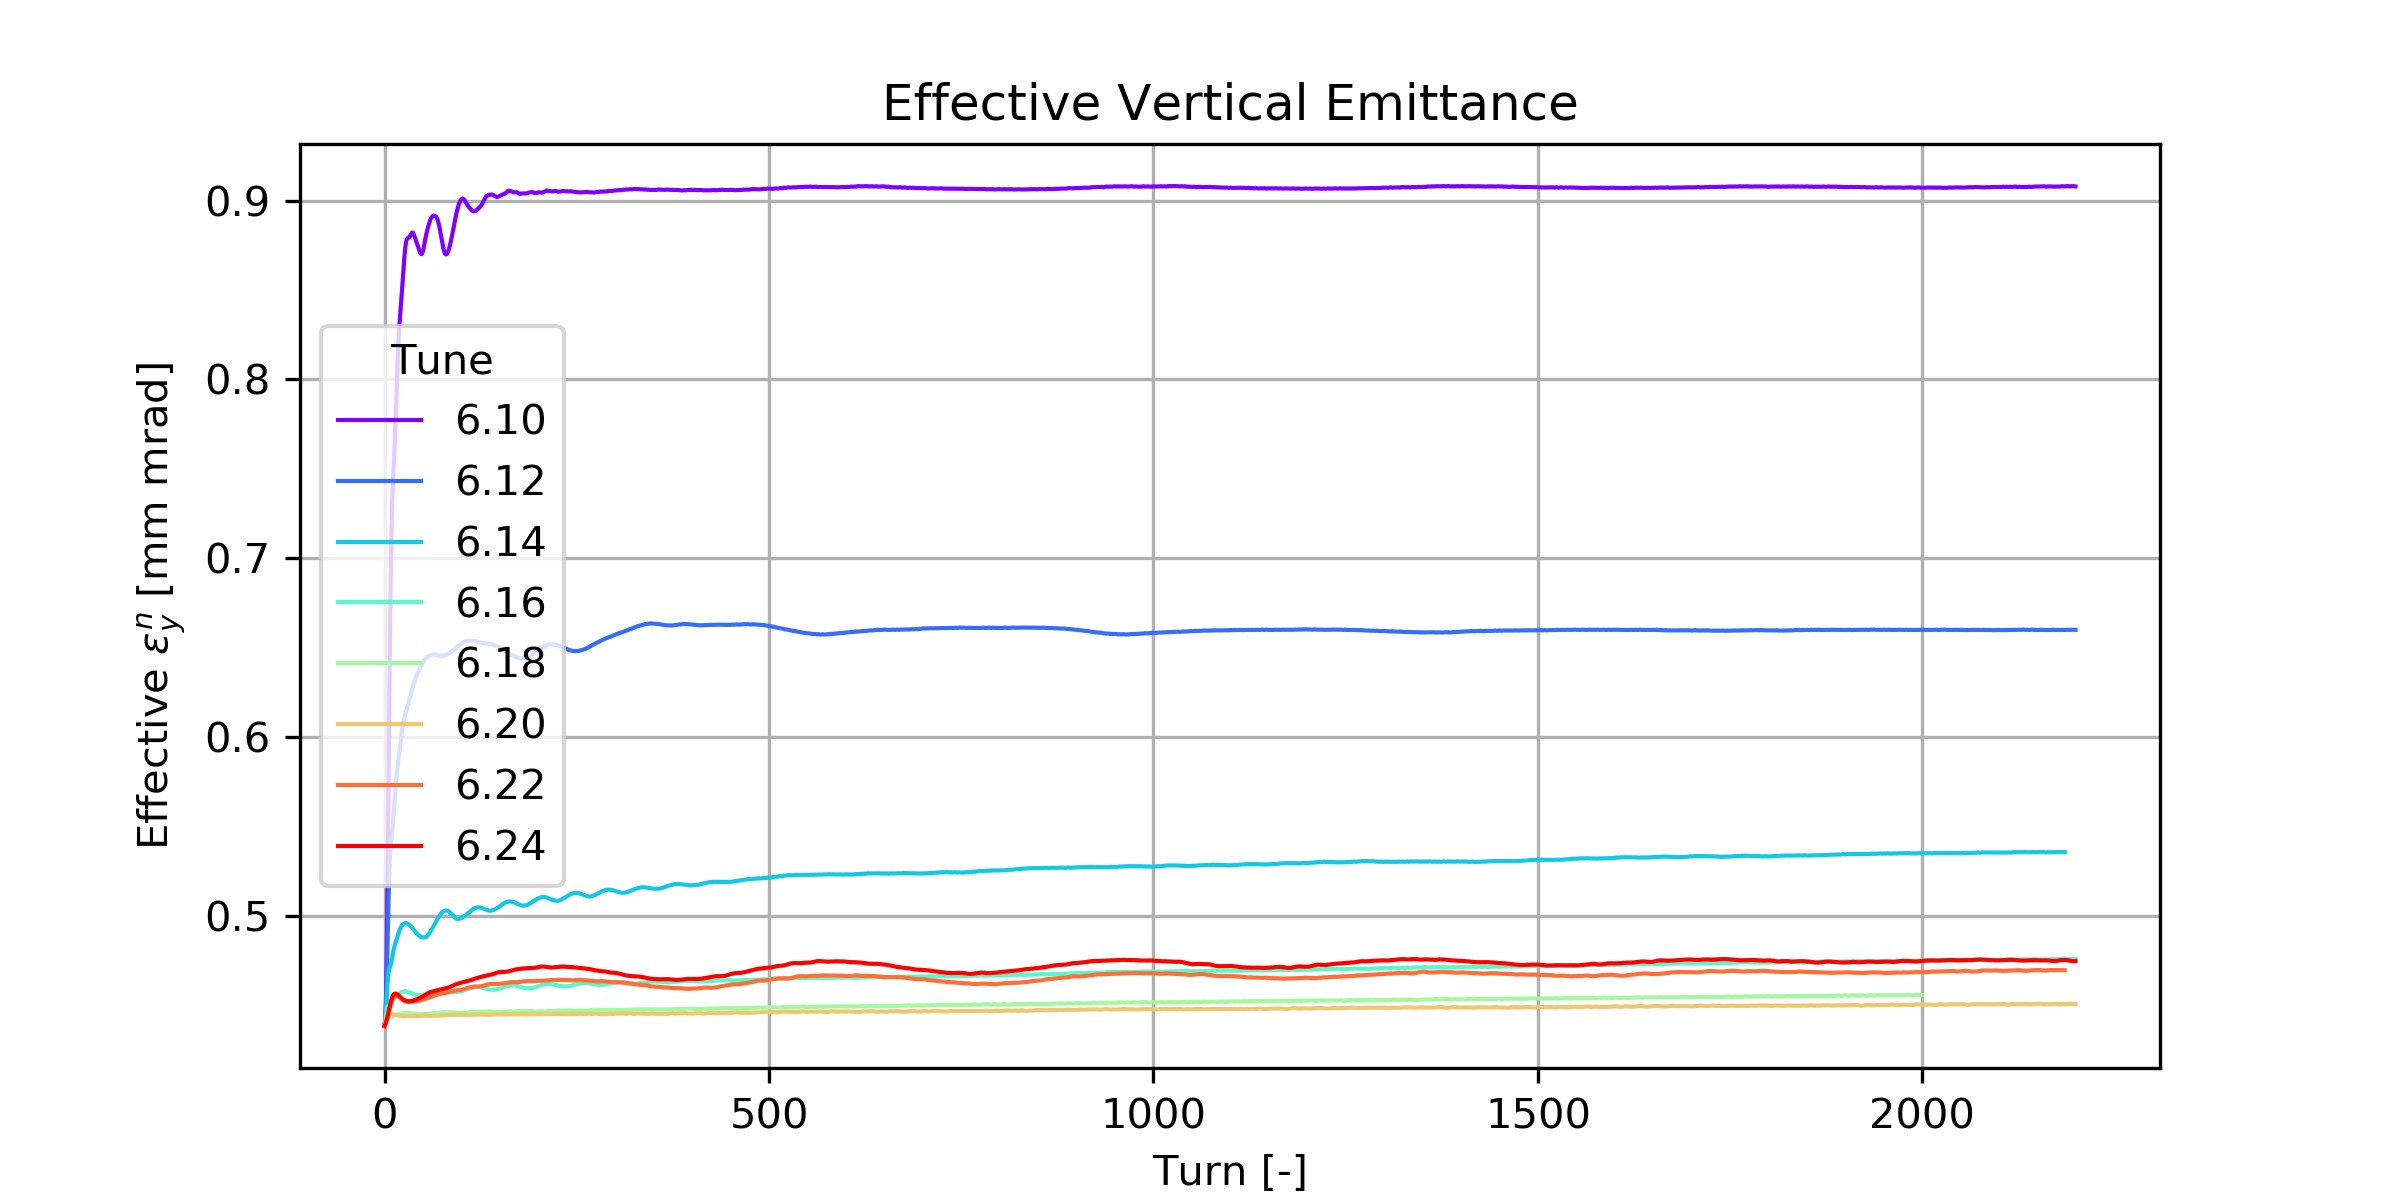 Effective Vertical Emittance
Effective εⁿᵧ [mm mrad]
0.9
0.8
0.7
0.6
0.5
Tune
6.10
6.12
6.14
6.16
6.18
6.20
6.22
6.24
0 500 1000 1500 2000
Turn [-]